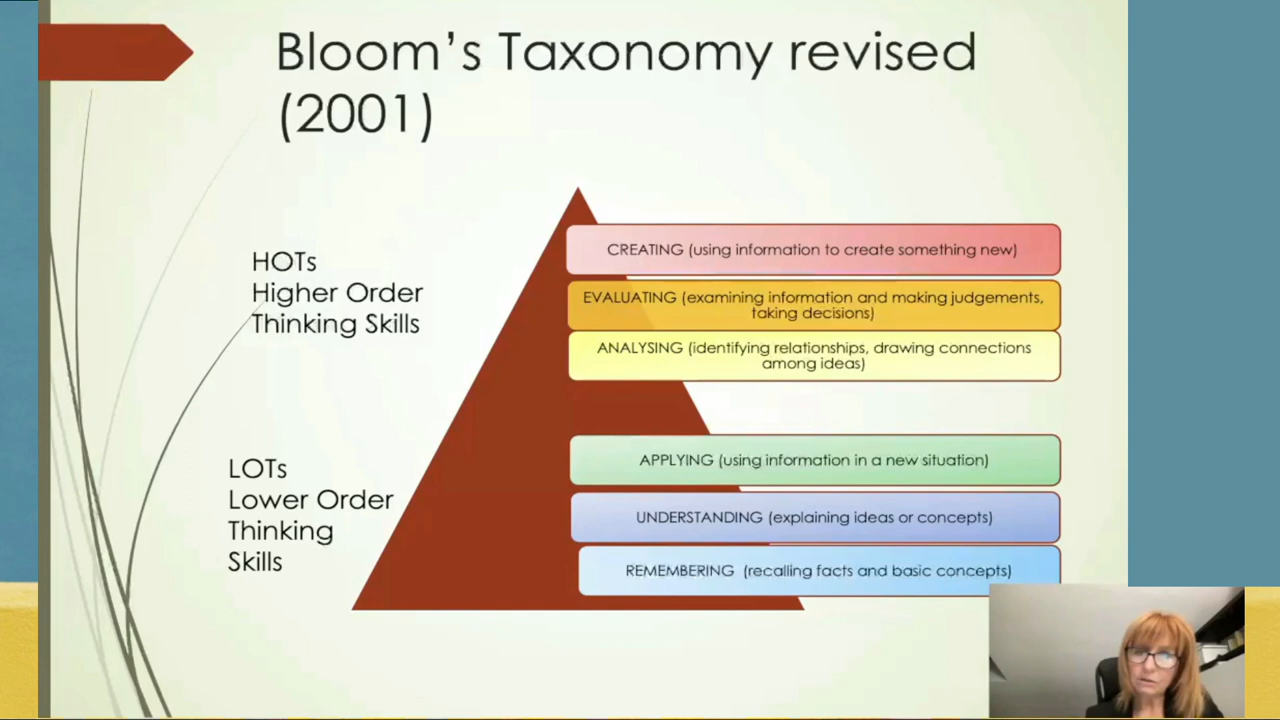 Bloom’s Taxonomy revised
(2001)
HOTs
Higher Order
Thinking Skills
CREATING (using information to create something new)
EVALUATING (examining information and making judgements,
taking decisions)
ANALYSING (identifying relationships, drawing connections
among ideas)
LOTs
Lower Order
Thinking
Skills
APPLYING (using information in a new situation)
UNDERSTANDING (explaining ideas or concepts)
REMEMBERING (recalling facts and basic concepts)